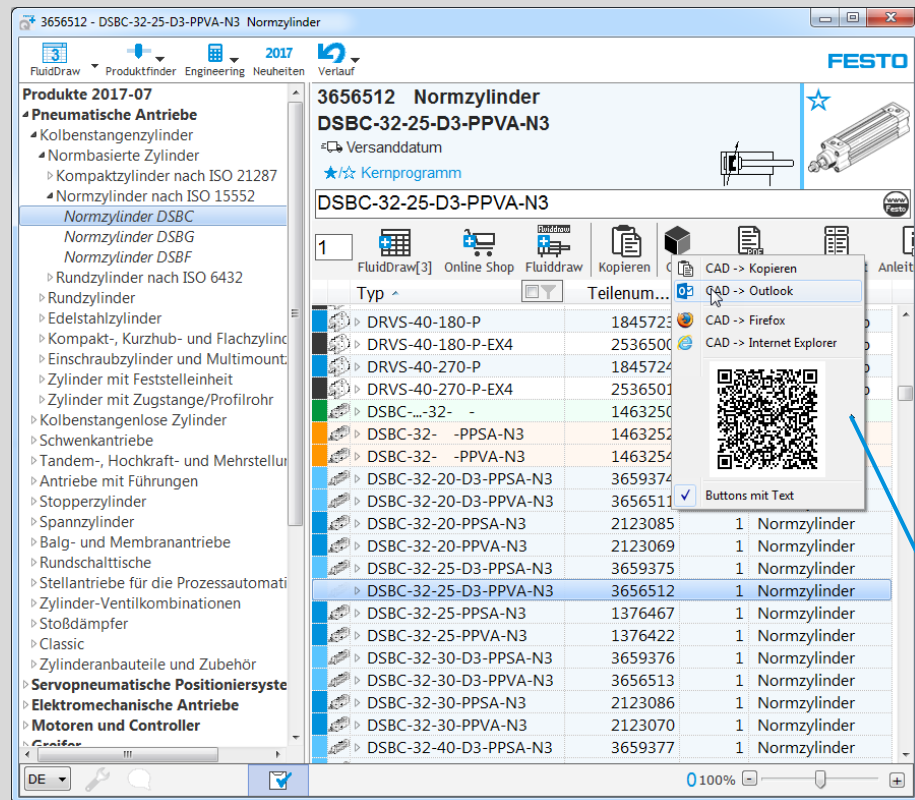 3656512 - DSBC-32-25-D3-PPVA-N3 Normzylinder
3
2017
FluidDraw Produktfinder Engineering Neuheiten Verlauf
FESTO
Produkte 2017-07
Pneumatische Antriebe
Kolbenstangenzylinder
Normbasierte Zylinder
Kompaktzylinder nach ISO 21287
Normzylinder nach ISO 15552
Normzylinder DSBC
Normzylinder DSBG
Normzylinder DSBF
Rundzylinder nach ISO 6432
Rundzylinder
Edelstahlzylinder
Kompakt-, Kurzhub- und Flachzylind
Einschraubzylinder und Multimount:
Zylinder mit Feststelleinheit
Zylinder mit Zugstange/Profilrohr
Kolbenstangenlose Zylinder
Schwenkantriebe
Tandem-, Hochkraft- und Mehrstellur
Antriebe mit Führungen
Stopperzylinder
Spannzylinder
Balg- und Membranantriebe
Rundschalttische
Stellantriebe für die Prozessautomati
Zylinder-Ventilkombinationen
Stoßdämpfer
Classic
Zylinderanbauteile und Zubehör
Servopneumatische Positioniersyste
Elektromechanische Antriebe
Motoren und Controller
Greifer
3656512 Normzylinder
DSBC-32-25-D3-PPVA-N3
Versanddatum
/ Kernprogramm
DSBC-32-25-D3-PPVA-N3
www Festo
1
Fluiddraw
FluidDraw[3] Online Shop Fluiddraw Kopieren C t Anleit
Typ Teilenum...
DRVS-40-180-P 1845723 b
DRVS-40-180-P-EX4 2536500 b
DRVS-40-270-P 1845724 b
DRVS-40-270-P-EX4 2536501 b
DSBC-...-32- - 1463250
DSBC-32- -PPSA-N3 1463252
DSBC-32- -PPVA-N3 1463254
DSBC-32-20-D3-PPSA-N3 3659374
DSBC-32-20-D3-PPVA-N3 3656511
DSBC-32-20-PPSA-N3 2123085 1 Normzylinder
DSBC-32-20-PPVA-N3 2123069 1 Normzylinder
DSBC-32-25-D3-PPSA-N3 3659375 1 Normzylinder
DSBC-32-25-D3-PPVA-N3 3656512 1 Normzylinder
DSBC-32-25-PPSA-N3 1376467 1 Normzylinder
DSBC-32-25-PPVA-N3 1376422 1 Normzylinder
DSBC-32-30-D3-PPSA-N3 3659376 1 Normzylinder
DSBC-32-30-D3-PPVA-N3 3656513 1 Normzylinder
DSBC-32-30-PPSA-N3 2123086 1 Normzylinder
DSBC-32-30-PPVA-N3 2123070 1 Normzylinder
DSBC-32-40-D3-PPSA-N3 3659377 1 Normzylinder
CAD -> Kopieren
CAD -> Outlook
CAD -> Firefox
CAD -> Internet Explorer
Buttons mit Text
DE
100%